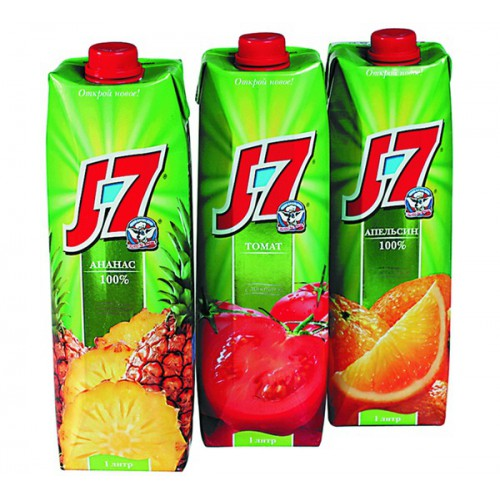 Открой новое!
J7
АНАНАС
100%
1 литр
Открой новое!
J7
ТОМАТ
1 литр
Открой новое!
J7
АПЕЛЬСИН
100%
1 литр